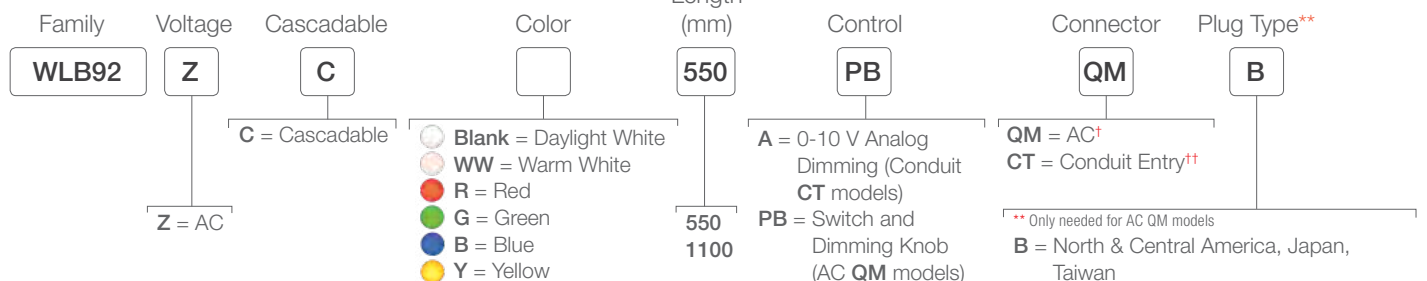 Family Voltage Cascadable Color Length (mm) Control Connector Plug Type**
WLB92 Z C 550 PB QM B
C = Cascadable
Z = AC
Blank = Daylight White
WW = Warm White
R = Red
G = Green
B = Blue
Y = Yellow
550
1100
A = 0-10 V Analog
Dimming (Conduit
CT models)
PB = Switch and
Dimming Knob
(AC QM models)
QM = AC†
CT = Conduit Entry††
** Only needed for AC QM models
B = North & Central America, Japan,
Taiwan